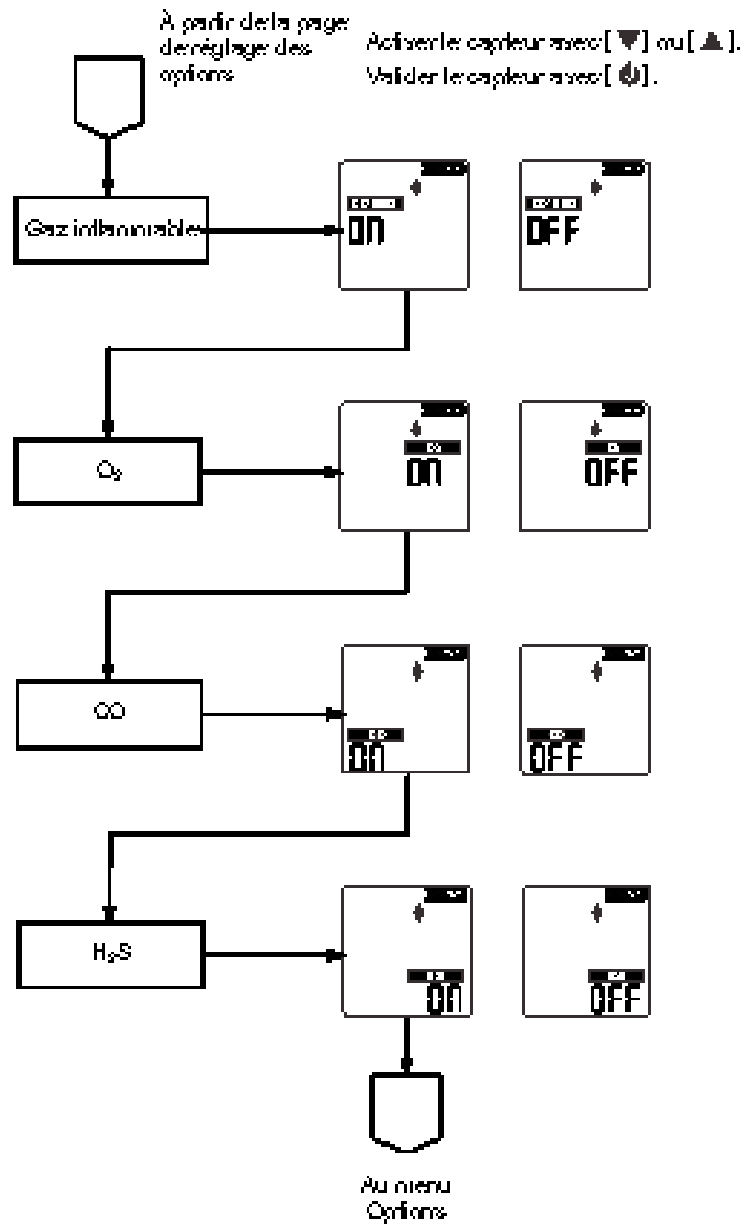 À partir de la page
de réglage des
options
Activer le capteur avec [ ▼ ] ou [ ▲ ].
Valider le capteur avec [ ⏻ ].
Gaz inflammable
ON
OFF
O₂
ON
OFF
CO
ON
OFF
H₂S
ON
OFF
Au menu
Options